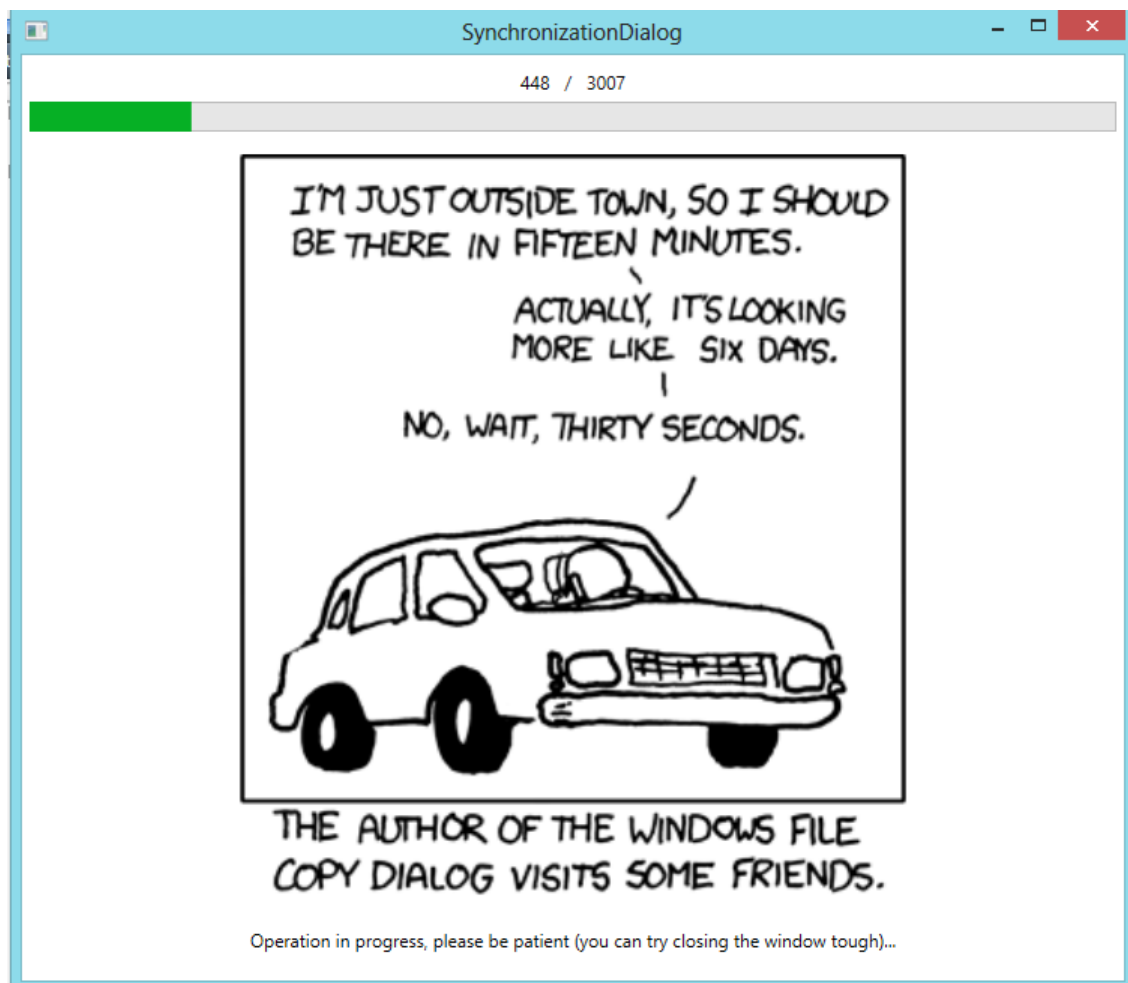 SynchronizationDialog
448 / 3007
I'M JUST OUTSIDE TOWN, SO I SHOULD
BE THERE IN FIFTEEN MINUTES.
ACTUALLY, IT'S LOOKING
MORE LIKE SIX DAYS.
NO, WAIT, THIRTY SECONDS.
THE AUTHOR OF THE WINDOWS FILE
COPY DIALOG VISITS SOME FRIENDS.
Operation in progress, please be patient (you can try closing the window tough)...